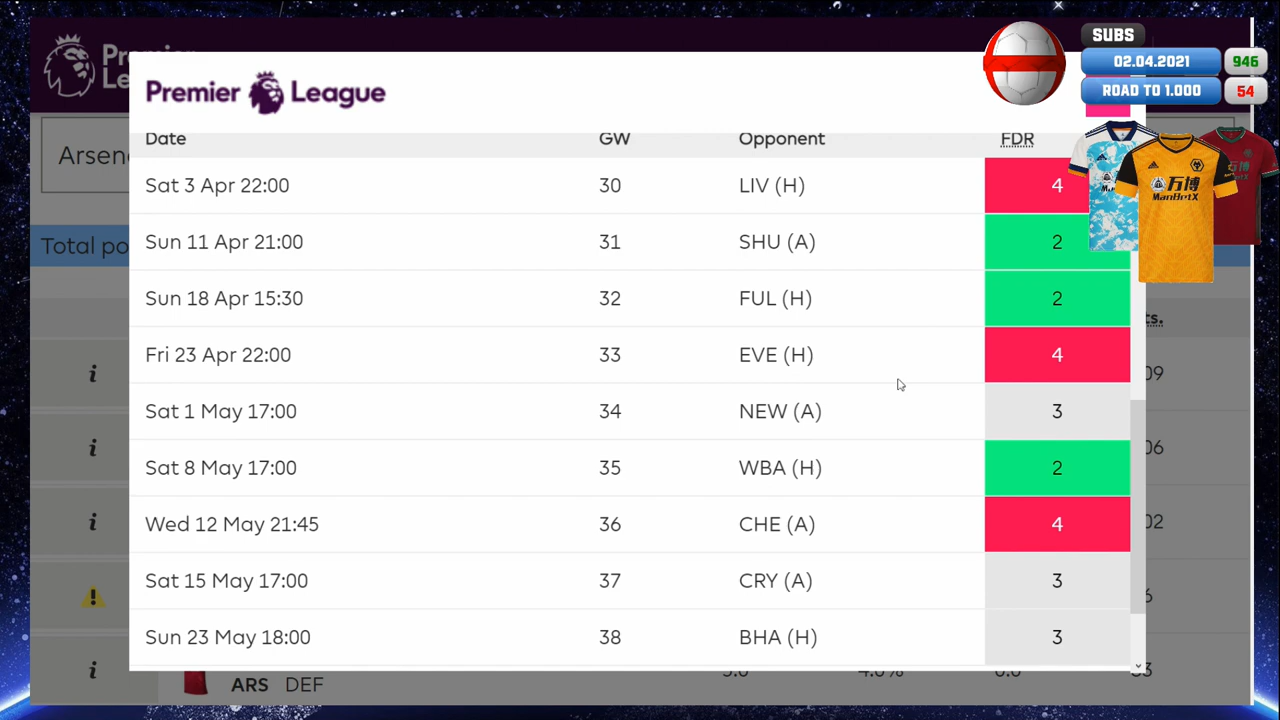 SUBS
02.04.2021 946
ROAD TO 1.000 54
Premier League
Date GW Opponent FDR
Sat 3 Apr 22:00 30 LIV (H) 4
Sun 11 Apr 21:00 31 SHU (A) 2
Sun 18 Apr 15:30 32 FUL (H) 2
Fri 23 Apr 22:00 33 EVE (H) 4
Sat 1 May 17:00 34 NEW (A) 3
Sat 8 May 17:00 35 WBA (H) 2
Wed 12 May 21:45 36 CHE (A) 4
Sat 15 May 17:00 37 CRY (A) 3
Sun 23 May 18:00 38 BHA (H) 3
Total
ARS DEF
万博
ManBetX